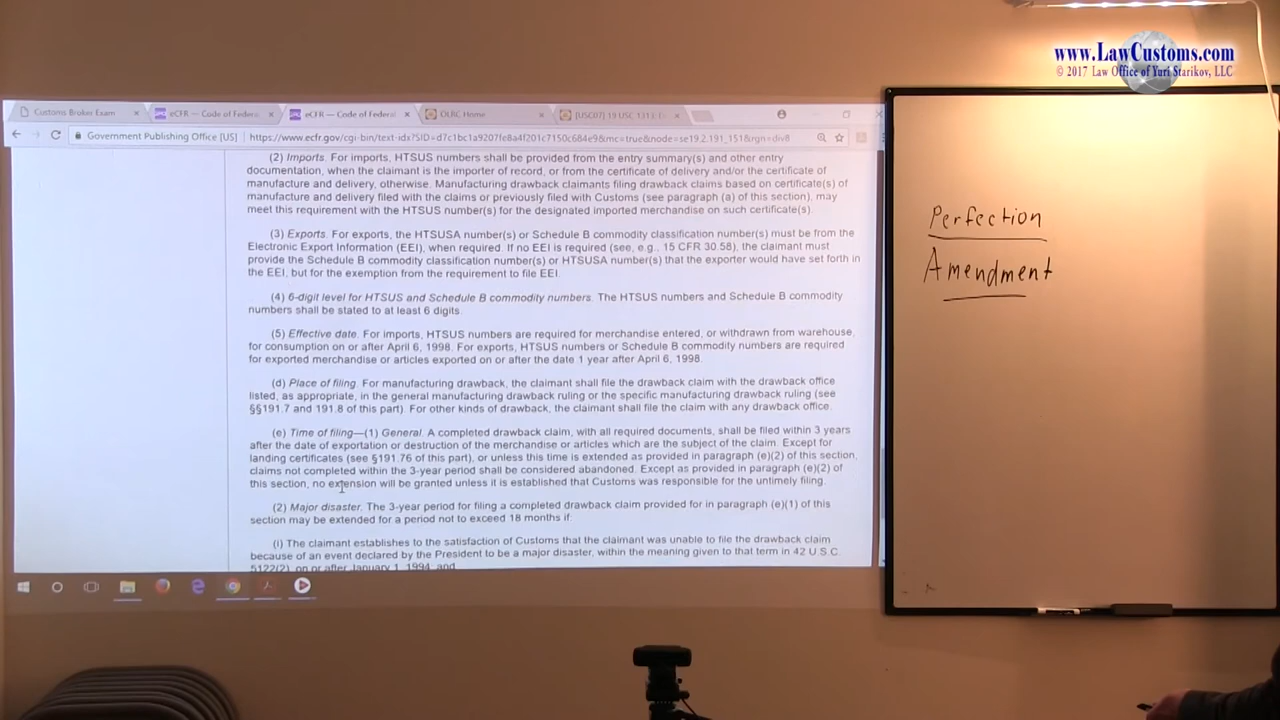 www.LawCustoms.com
© 2017 Law Office of Yuri Starikov, LLC
Customs Broker Exam
eCFR — Code of Federal
eCFR — Code of Federal
OLRC Home
[USC07] 19 USC 1313:
Government Publishing Office [US]
https://www.ecfr.gov/cgi-bin/text-idx?SID=d7c1bc1a9207fe8a4f201c7150c684e9&mc=true&node=se19.2.191_151&rgn=div8
(2) Imports. For imports, HTSUS numbers shall be provided from the entry summary(s) and other entry
documentation, when the claimant is the importer of record, or from the certificate of delivery and/or the certificate of
manufacture and delivery, otherwise. Manufacturing drawback claimants filing drawback claims based on certificate(s) of
manufacture and delivery filed with the claims or previously filed with Customs (see paragraph (a) of this section), may
meet this requirement with the HTSUS number(s) for the designated imported merchandise on such certificate(s).
(3) Exports. For exports, the HTSUSA number(s) or Schedule B commodity classification number(s) must be from the
Electronic Export Information (EEI), when required. If no EEI is required (see, e.g., 15 CFR 30.58), the claimant must
provide the Schedule B commodity classification number(s) or HTSUSA number(s) that the exporter would have set forth in
the EEI, but for the exemption from the requirement to file EEI.
(4) 6-digit level for HTSUS and Schedule B commodity numbers. The HTSUS numbers and Schedule B commodity
numbers shall be stated to at least 6 digits.
(5) Effective date. For imports, HTSUS numbers are required for merchandise entered, or withdrawn from warehouse,
for consumption on or after April 6, 1998. For exports, HTSUS numbers or Schedule B commodity numbers are required
for exported merchandise or articles exported on or after the date 1 year after April 6, 1998.
(d) Place of filing. For manufacturing drawback, the claimant shall file the drawback claim with the drawback office
listed, as appropriate, in the general manufacturing drawback ruling or the specific manufacturing drawback ruling (see
§§191.7 and 191.8 of this part). For other kinds of drawback, the claimant shall file the claim with any drawback office.
(e) Time of filing—(1) General. A completed drawback claim, with all required documents, shall be filed within 3 years
after the date of exportation or destruction of the merchandise or articles which are the subject of the claim. Except for
landing certificates (see §191.76 of this part), or unless this time is extended as provided in paragraph (e)(2) of this section,
claims not completed within the 3-year period shall be considered abandoned. Except as provided in paragraph (e)(2) of
this section, no extension will be granted unless it is established that Customs was responsible for the untimely filing.
(2) Major disaster. The 3-year period for filing a completed drawback claim provided for in paragraph (e)(1) of this
section may be extended for a period not to exceed 18 months if:
(i) The claimant establishes to the satisfaction of Customs that the claimant was unable to file the drawback claim
because of an event declared by the President to be a major disaster, within the meaning given to that term in 42 U.S.C.
5122(2), on or after January 1, 1994; and
Perfection
Amendment